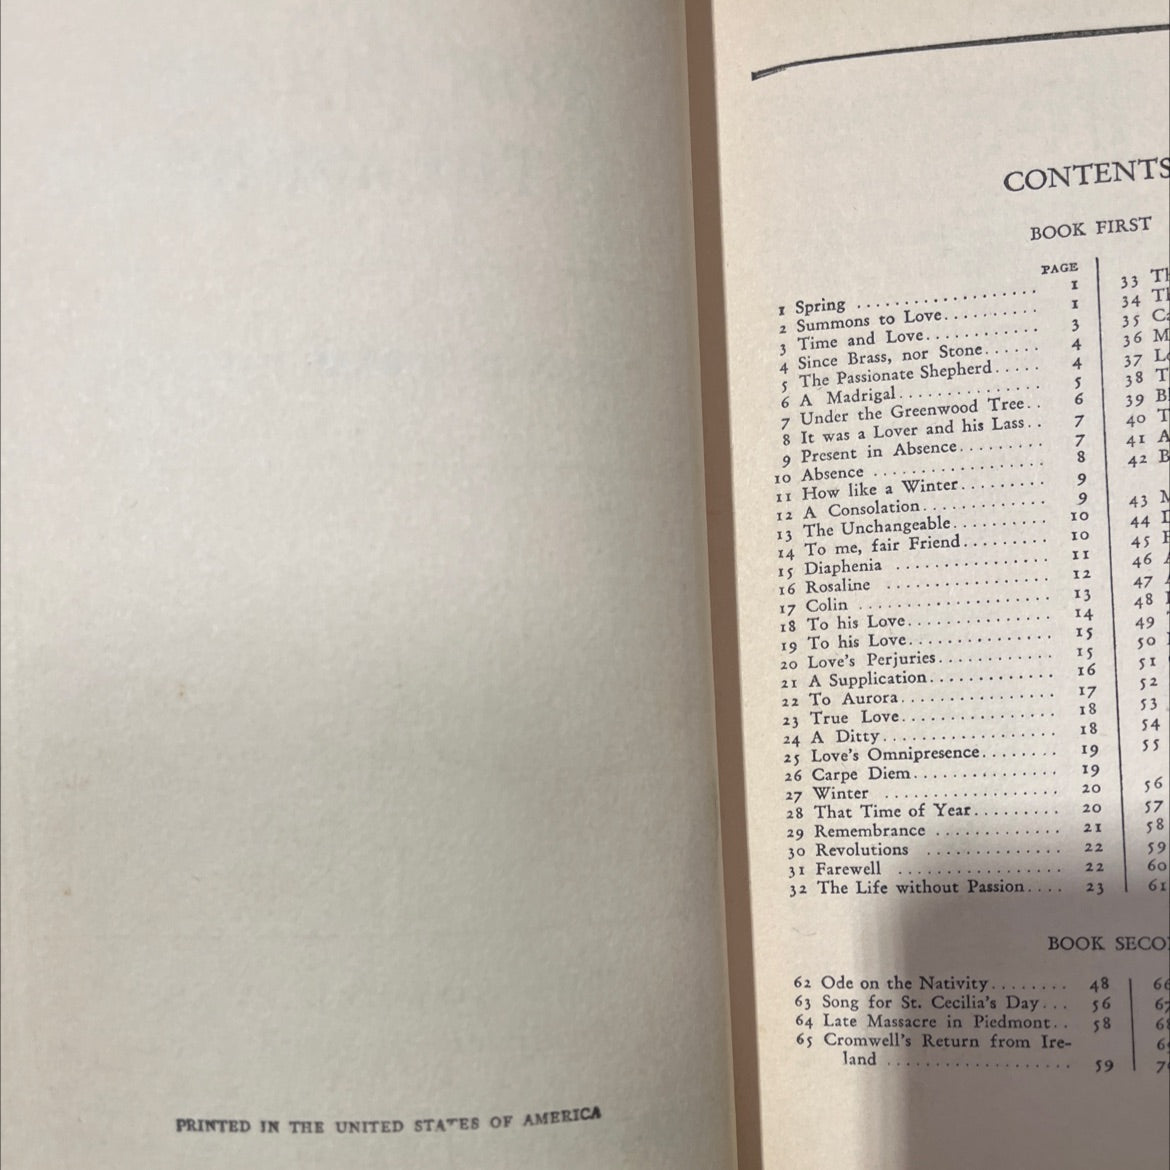 PRINTED IN THE UNITED STATES OF AMERICA
CONTENTS
BOOK FIRST
PAGE
1 Spring .................... 1
2 Summons to Love.......... 1
3 Time and Love............ 3
4 Since Brass, nor Stone...... 4
5 The Passionate Shepherd..... 4
6 A Madrigal............... 5
7 Under the Greenwood Tree.. 6
8 It was a Lover and his Lass.. 7
9 Present in Absence......... 7
10 Absence .................. 8
11 How like a Winter......... 9
12 A Consolation............. 9
13 The Unchangeable.......... 10
14 To me, fair Friend......... 10
15 Diaphenia ................ 11
16 Rosaline ................. 12
17 Colin .................... 13
18 To his Love............... 14
19 To his Love............... 15
20 Love's Perjuries............ 15
21 A Supplication............. 16
22 To Aurora................ 17
23 True Love................ 18
24 A Ditty.................. 18
25 Love's Omnipresence........ 19
26 Carpe Diem............... 19
27 Winter .................. 20
28 That Time of Year......... 20
29 Remembrance ............. 21
30 Revolutions .............. 22
31 Farewell ................. 22
32 The Life without Passion.... 23
33
34
35
36
37
38
39
40
41 A
42
43
44
45
46
47
48
49
50
51
52
53
54
55
56
57
58
59
60
61
BOOK
62 Ode on the Nativity........ 48
63 Song for St. Cecilia's Day... 56
64 Late Massacre in Piedmont.. 58
65 Cromwell's Return from Ire-
land .................... 59